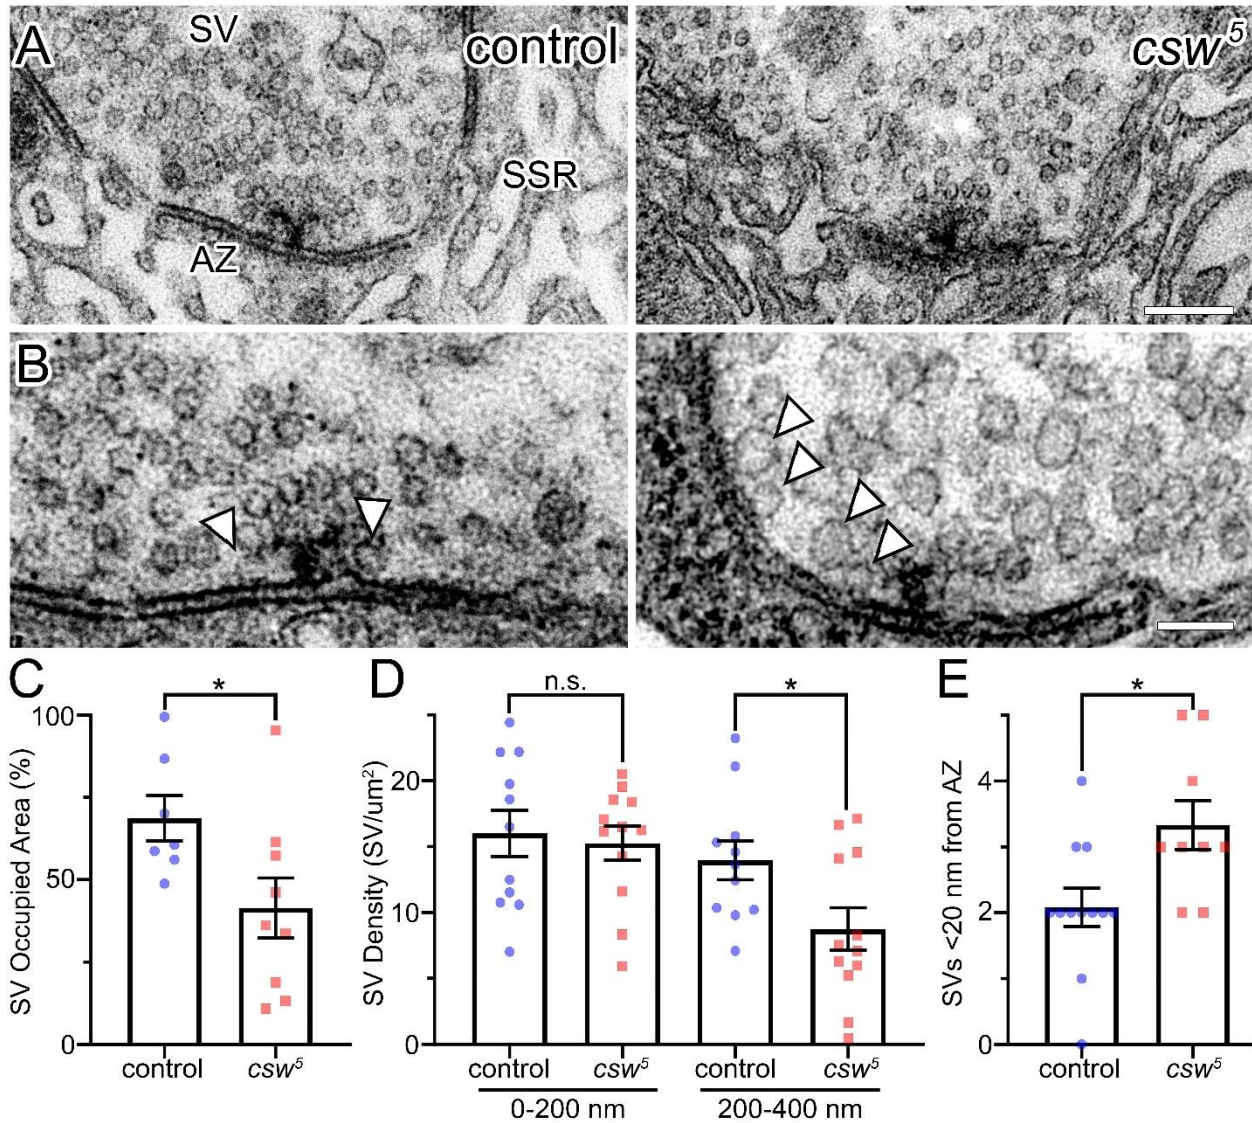 A
SV
control
AZ
SSR
csw⁵
B
C
*
100
50
0
SV Occupied Area (%)
control
csw⁵
D
n.s.
*
20
10
0
SV Density (SV/um²)
control
csw⁵
control
csw⁵
0-200 nm
200-400 nm
E
*
4
2
0
SVs <20 nm from AZ
control
csw⁵